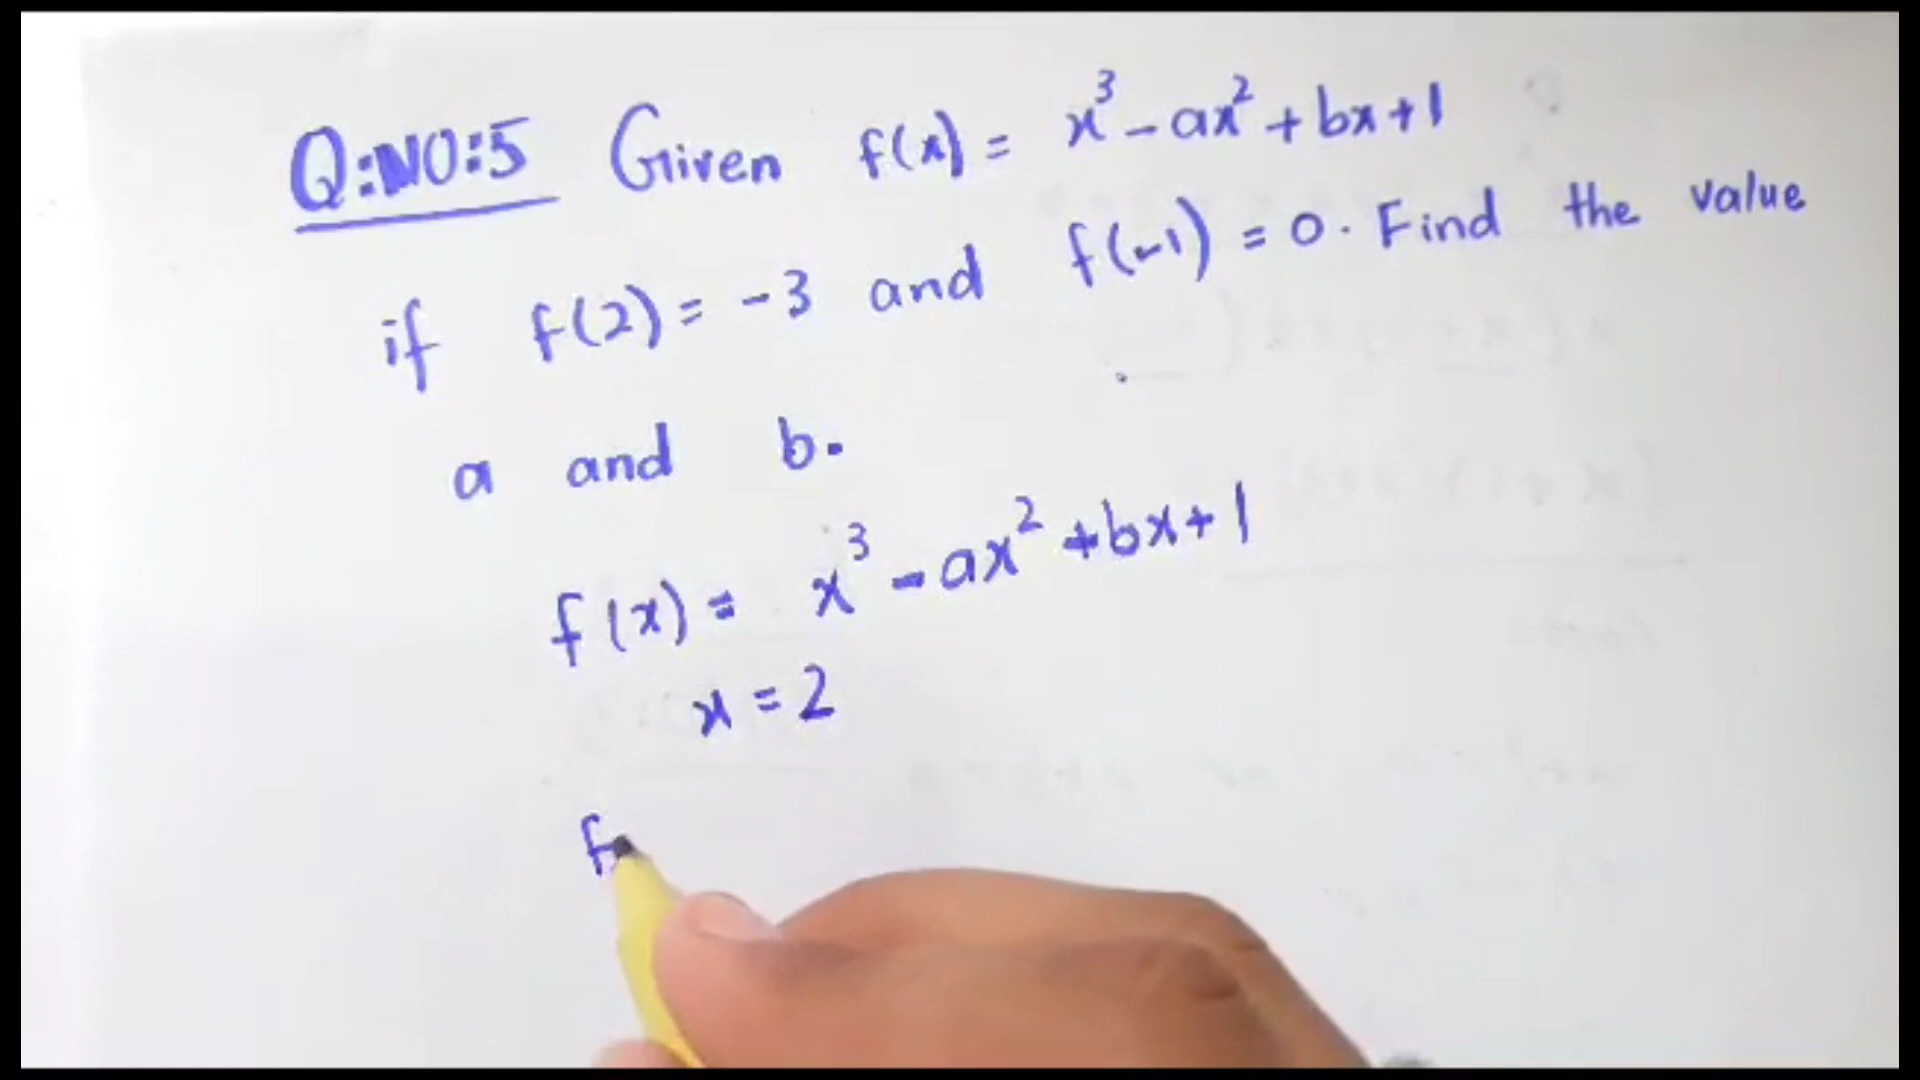 Q:NO:5 Given f(x) = x³ - ax² + bx + 1
if f(2) = -3 and f(-1) = 0. Find the value
a and b.
f(x) = x³ - ax² + bx + 1
x = 2
f